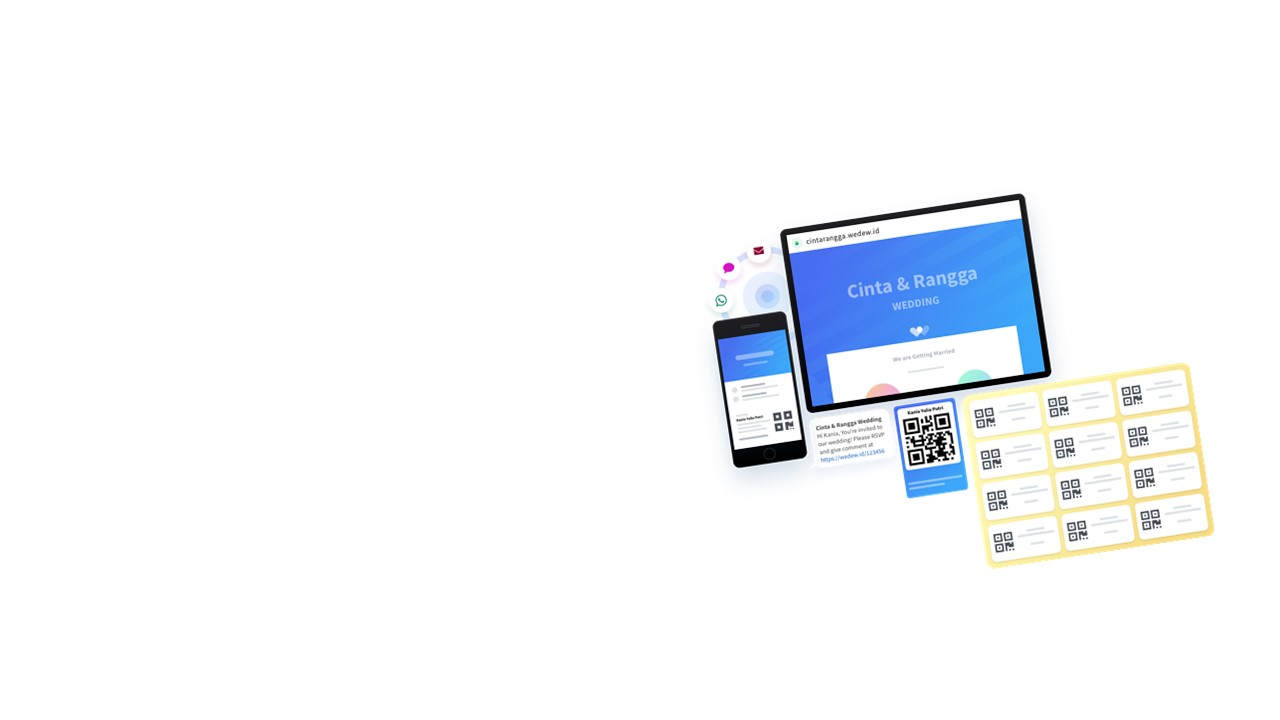 cintarangga.wedew.id
Cinta & Rangga
WEDDING
We are Getting Married
Kania Yulia Putri
Cinta & Rangga Wedding
Hi Kania, You're invited to
our wedding! Please RSVP
and give comment at
https://wedew.id/123456
Kania Yulia Putri